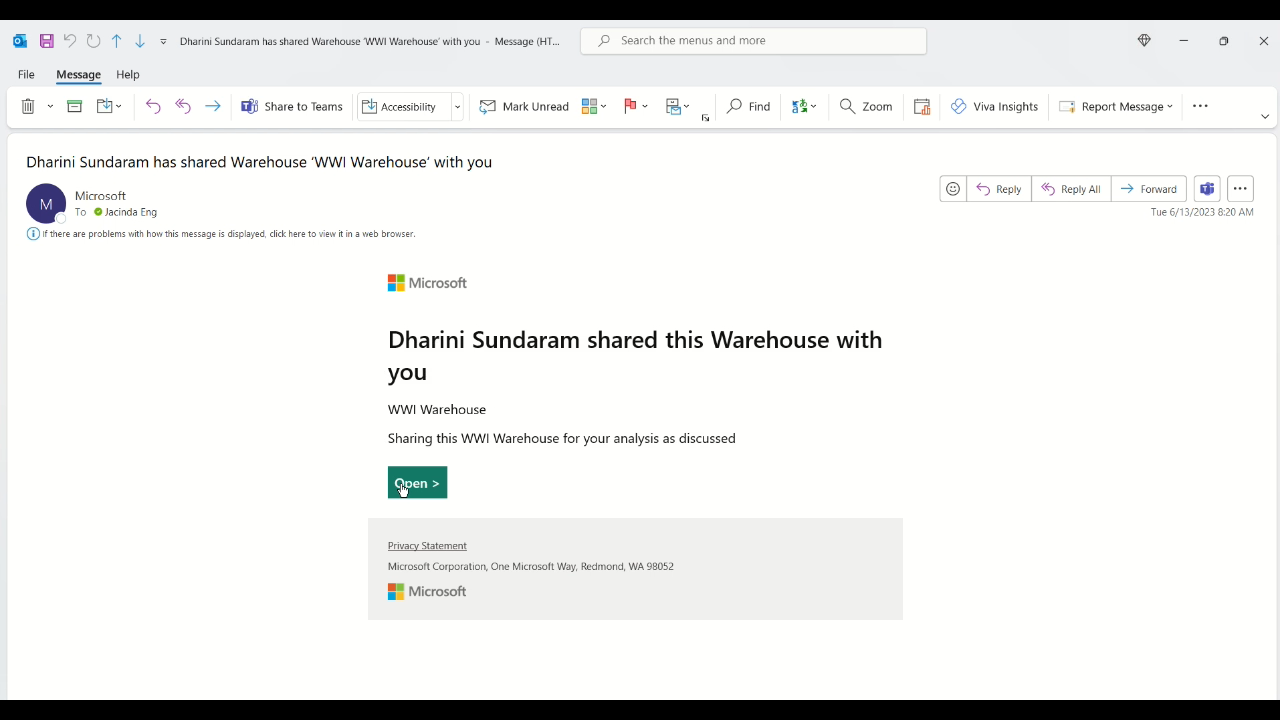 Dharini Sundaram has shared Warehouse 'WWI Warehouse' with you - Message (HT...
Search the menus and more
File Message Help
Share to Teams Accessibility Mark Unread Find Zoom Viva Insights Report Message ...
Dharini Sundaram has shared Warehouse 'WWI Warehouse' with you
M Microsoft
To Jacinda Eng
Reply Reply All Forward ...
Tue 6/13/2023 8:20 AM
If there are problems with how this message is displayed, click here to view it in a web browser.
Microsoft
Dharini Sundaram shared this Warehouse with
you
WWI Warehouse
Sharing this WWI Warehouse for your analysis as discussed
Open >
Privacy Statement
Microsoft Corporation, One Microsoft Way, Redmond, WA 98052
Microsoft